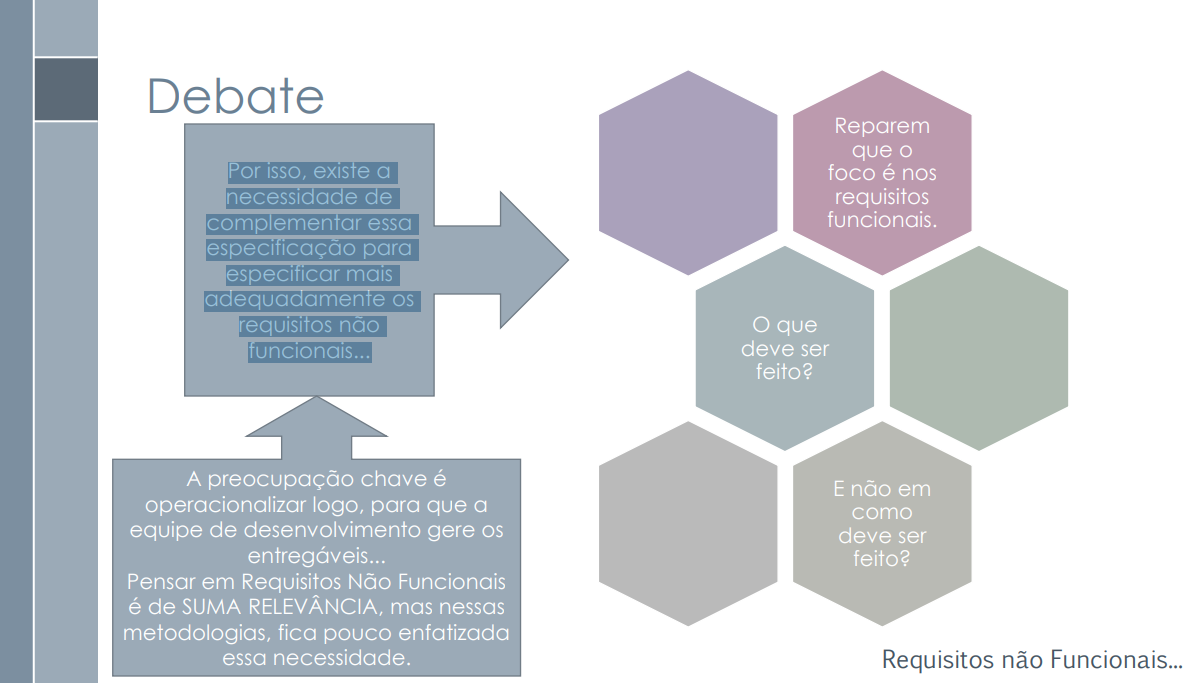 Debate
Por isso, existe a
necessidade de
complementar essa
especificação para
especificar mais
adequadamente os
requisitos não
funcionais...
A preocupação chave é
operacionalizar logo, para que a
equipe de desenvolvimento gere os
entregáveis...
Pensar em Requisitos Não Funcionais
é de SUMA RELEVÂNCIA, mas nessas
metodologias, fica pouco enfatizada
essa necessidade.
Reparem
que o
foco é nos
requisitos
funcionais.
O que
deve ser
feito?
E não em
como
deve ser
feito?
Requisitos não Funcionais...